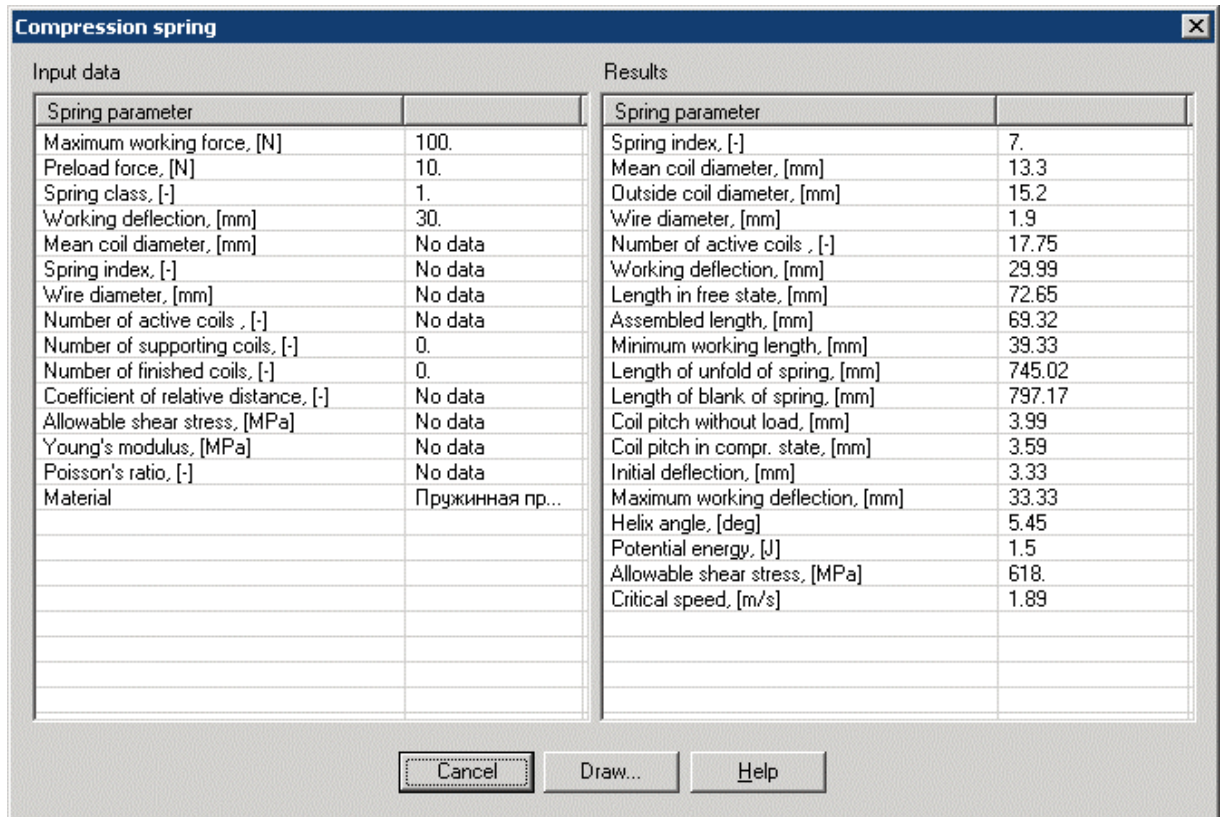 Compression spring
Input data
Spring parameter
Maximum working force, [N] 100.
Preload force, [N] 10.
Spring class, [-] 1.
Working deflection, [mm] 30.
Mean coil diameter, [mm] No data
Spring index, [-] No data
Wire diameter, [mm] No data
Number of active coils , [-] No data
Number of supporting coils, [-] 0.
Number of finished coils, [-] 0.
Coefficient of relative distance, [-] No data
Allowable shear stress, [MPa] No data
Young's modulus, [MPa] No data
Poisson's ratio, [-] No data
Material Пружинная пр...
Results
Spring parameter
Spring index, [-] 7.
Mean coil diameter, [mm] 13.3
Outside coil diameter, [mm] 15.2
Wire diameter, [mm] 1.9
Number of active coils , [-] 17.75
Working deflection, [mm] 29.99
Length in free state, [mm] 72.65
Assembled length, [mm] 69.32
Minimum working length, [mm] 39.33
Length of unfold of spring, [mm] 745.02
Length of blank of spring, [mm] 797.17
Coil pitch without load, [mm] 3.99
Coil pitch in compr. state, [mm] 3.59
Initial deflection, [mm] 3.33
Maximum working deflection, [mm] 33.33
Helix angle, [deg] 5.45
Potential energy, [J] 1.5
Allowable shear stress, [MPa] 618.
Critical speed, [m/s] 1.89
Cancel
Draw...
Help